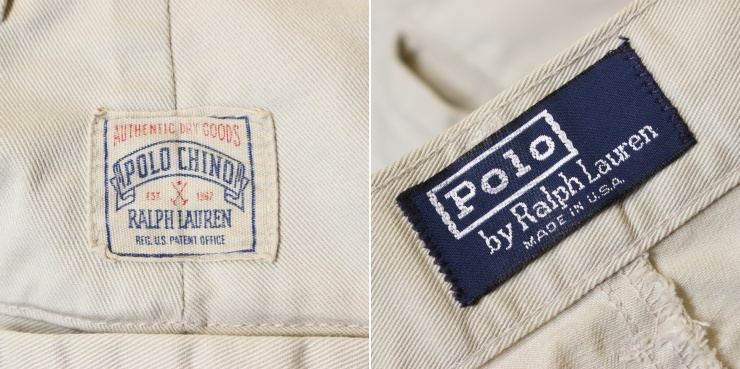 AUTHENTIC DRY GOODS
POLO CHINO
EST. 1967
RALPH LAUREN
REG. U.S. PATENT OFFICE
Polo
by Ralph Lauren
MADE IN U.S.A.